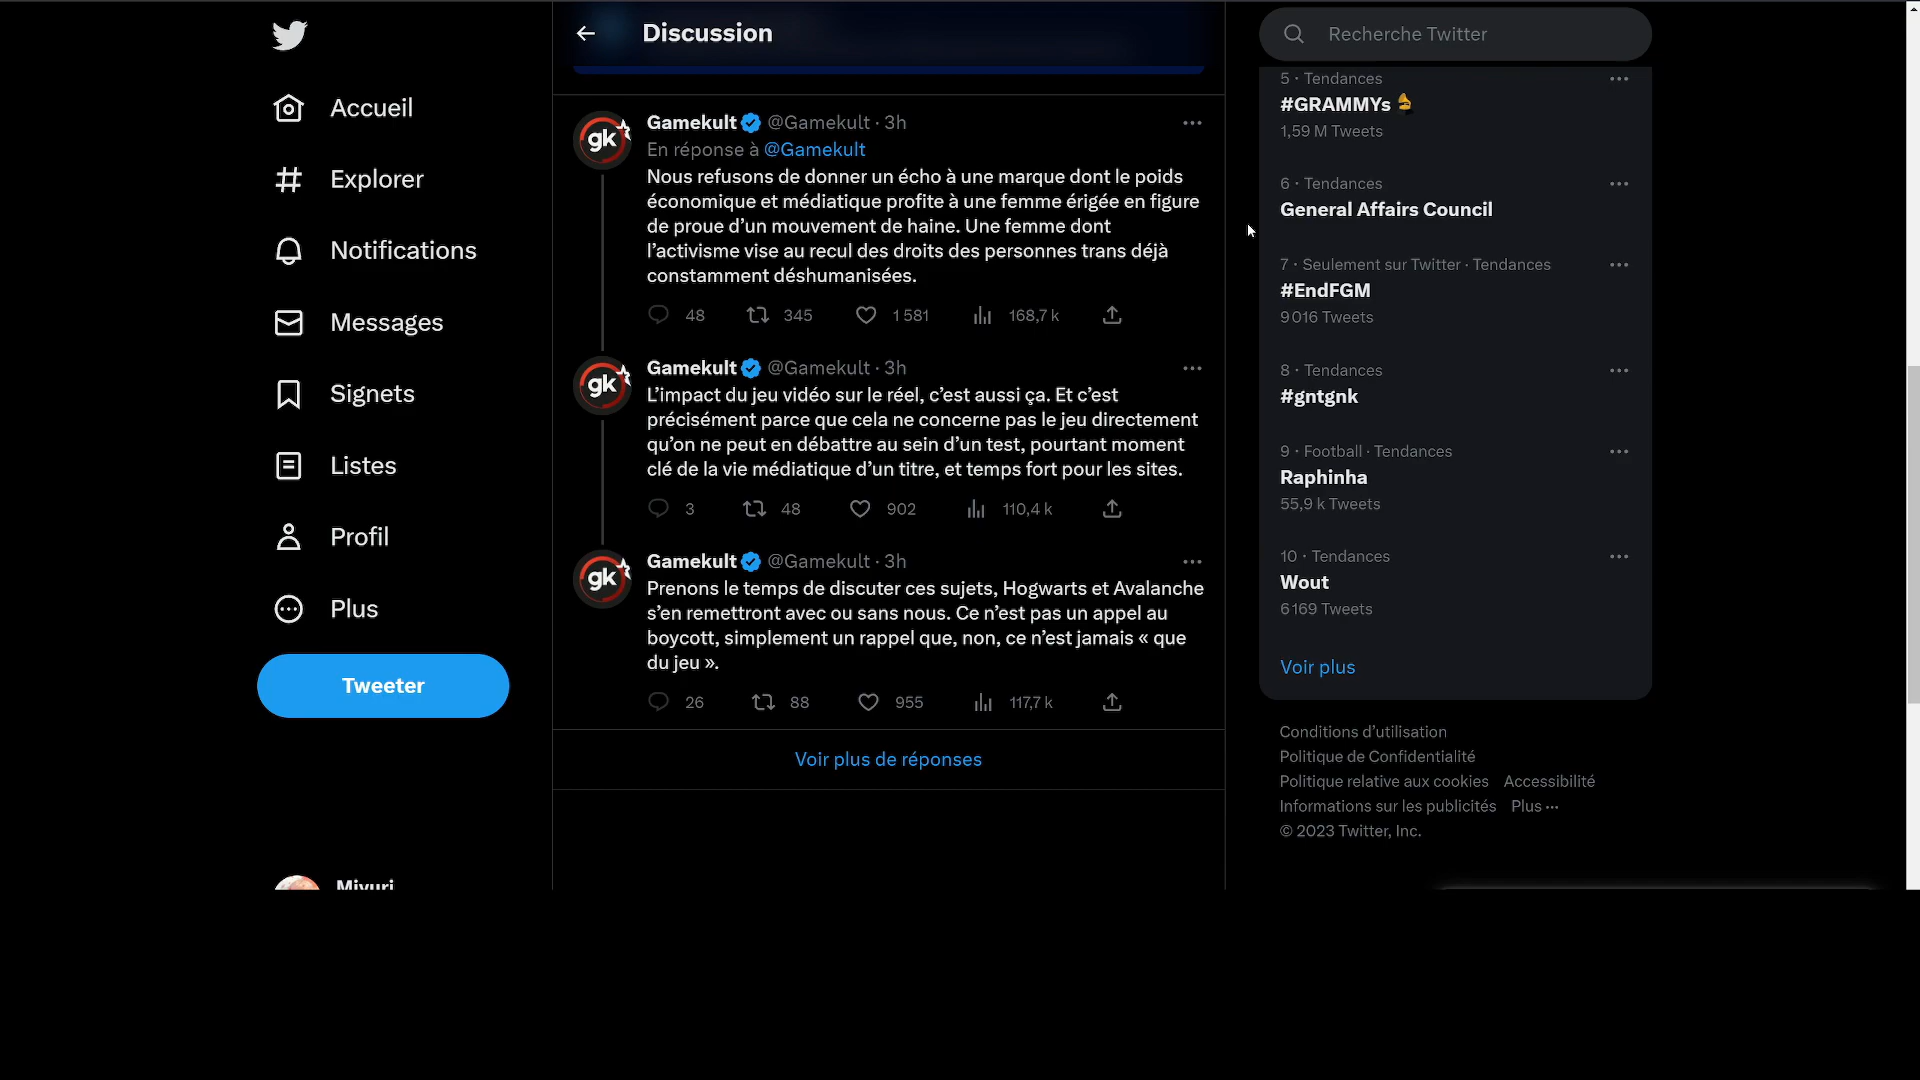 Accueil
Explorer
Notifications
Messages
Signets
Listes
Profil
Plus
Tweeter
Miyuri
Discussion
gk
Gamekult @Gamekult · 3h
En réponse à @Gamekult
Nous refusons de donner un écho à une marque dont le poids
économique et médiatique profite à une femme érigée en figure
de proue d’un mouvement de haine. Une femme dont
l’activisme vise au recul des droits des personnes trans déjà
constamment déshumanisées.
48 345 1 581 168,7 k
gk
Gamekult @Gamekult · 3h
L’impact du jeu vidéo sur le réel, c’est aussi ça. Et c’est
précisément parce que cela ne concerne pas le jeu directement
qu’on ne peut en débattre au sein d’un test, pourtant moment
clé de la vie médiatique d’un titre, et temps fort pour les sites.
3 48 902 110,4 k
gk
Gamekult @Gamekult · 3h
Prenons le temps de discuter ces sujets, Hogwarts et Avalanche
s’en remettront avec ou sans nous. Ce n’est pas un appel au
boycott, simplement un rappel que, non, ce n’est jamais « que
du jeu ».
26 88 955 117,7 k
Voir plus de réponses
Recherche Twitter
5 · Tendances
#GRAMMYs
1,59 M Tweets
6 · Tendances
General Affairs Council
7 · Seulement sur Twitter · Tendances
#EndFGM
9 016 Tweets
8 · Tendances
#gntgnk
9 · Football · Tendances
Raphinha
55,9 k Tweets
10 · Tendances
Wout
6 169 Tweets
Voir plus
Conditions d’utilisation
Politique de Confidentialité
Politique relative aux cookies Accessibilité
Informations sur les publicités Plus ···
© 2023 Twitter, Inc.